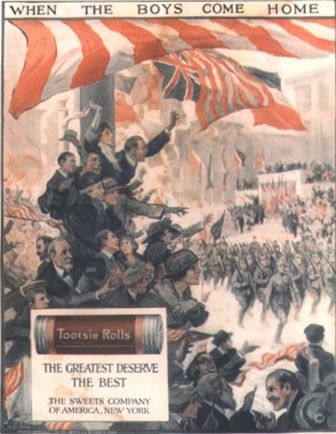 WHEN THE BOYS COME HOME
Tootsie Rolls
THE GREATEST DESERVE
THE BEST
THE SWEETS COMPANY
OF AMERICA, NEW YORK
©